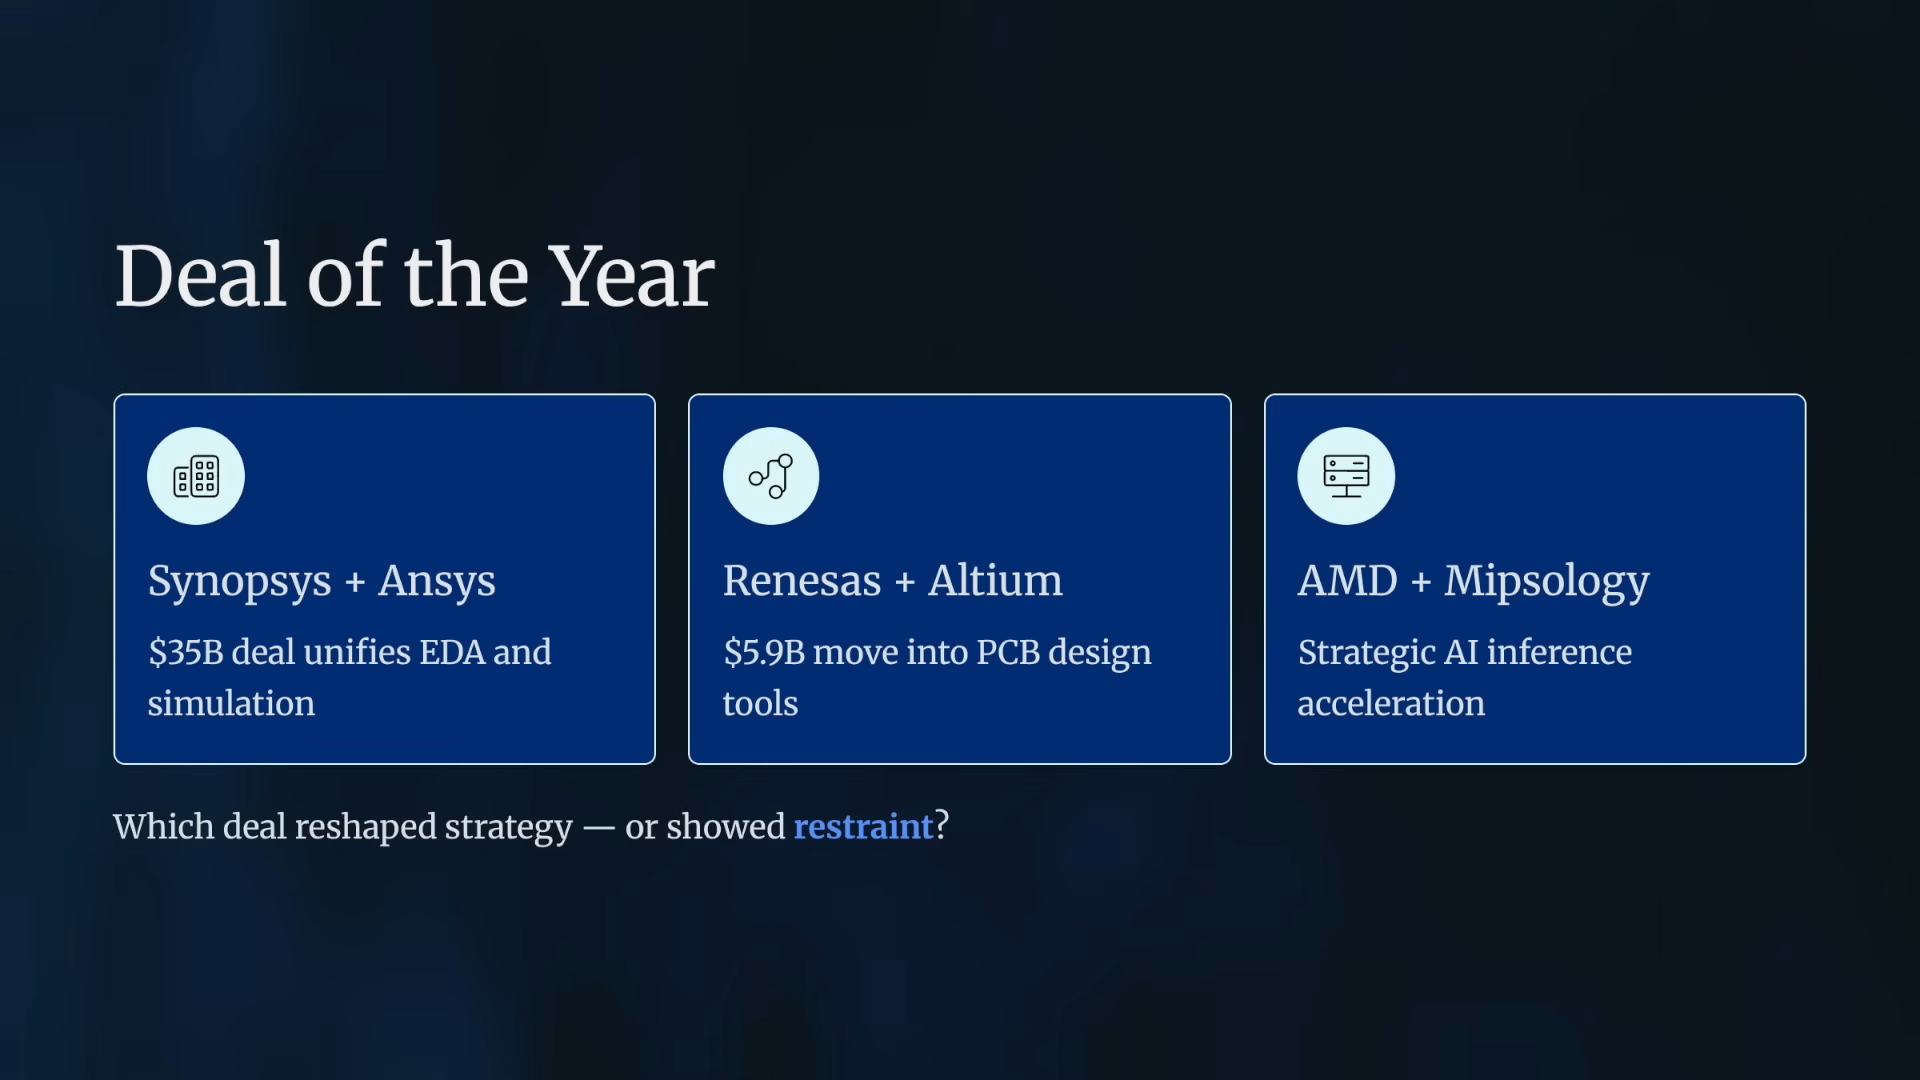 Deal of the Year
Synopsys + Ansys
$35B deal unifies EDA and
simulation
Renesas + Altium
$5.9B move into PCB design
tools
AMD + Mipsology
Strategic AI inference
acceleration
Which deal reshaped strategy — or showed restraint?